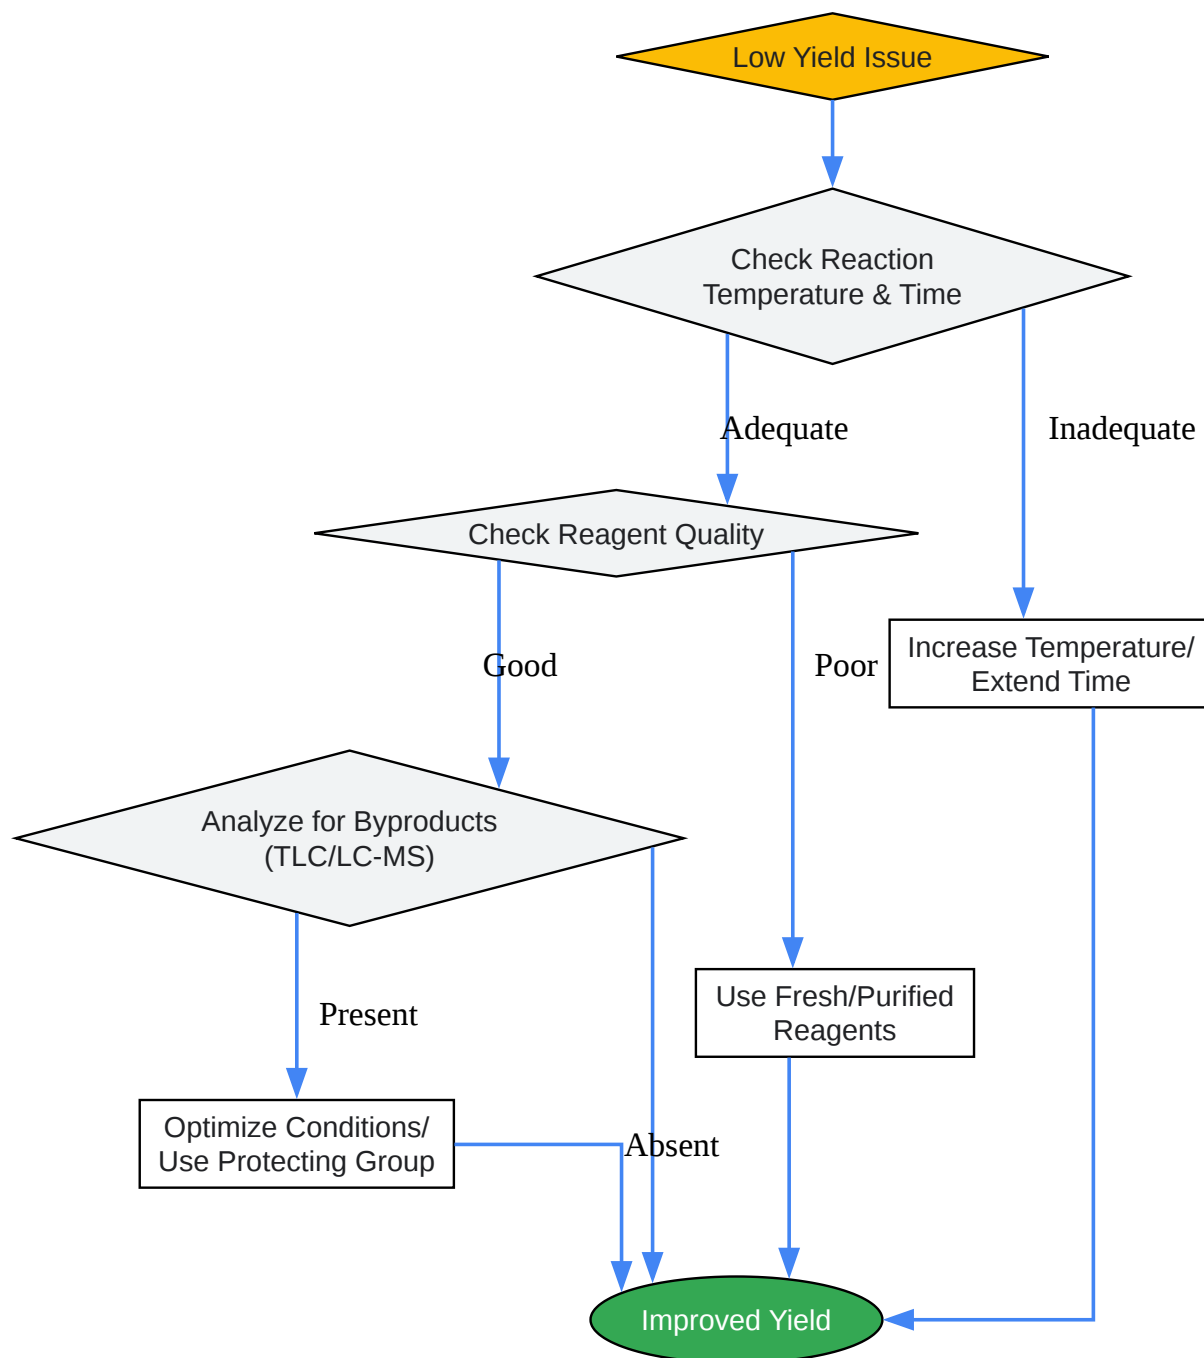 Low Yield Issue
Check Reaction
Temperature & Time
Adequate
Inadequate
Check Reagent Quality
Good
Poor
Increase Temperature/
Extend Time
Analyze for Byproducts
(TLC/LC-MS)
Present
Use Fresh/Purified
Reagents
Optimize Conditions/
Use Protecting Group
Absent
Improved Yield